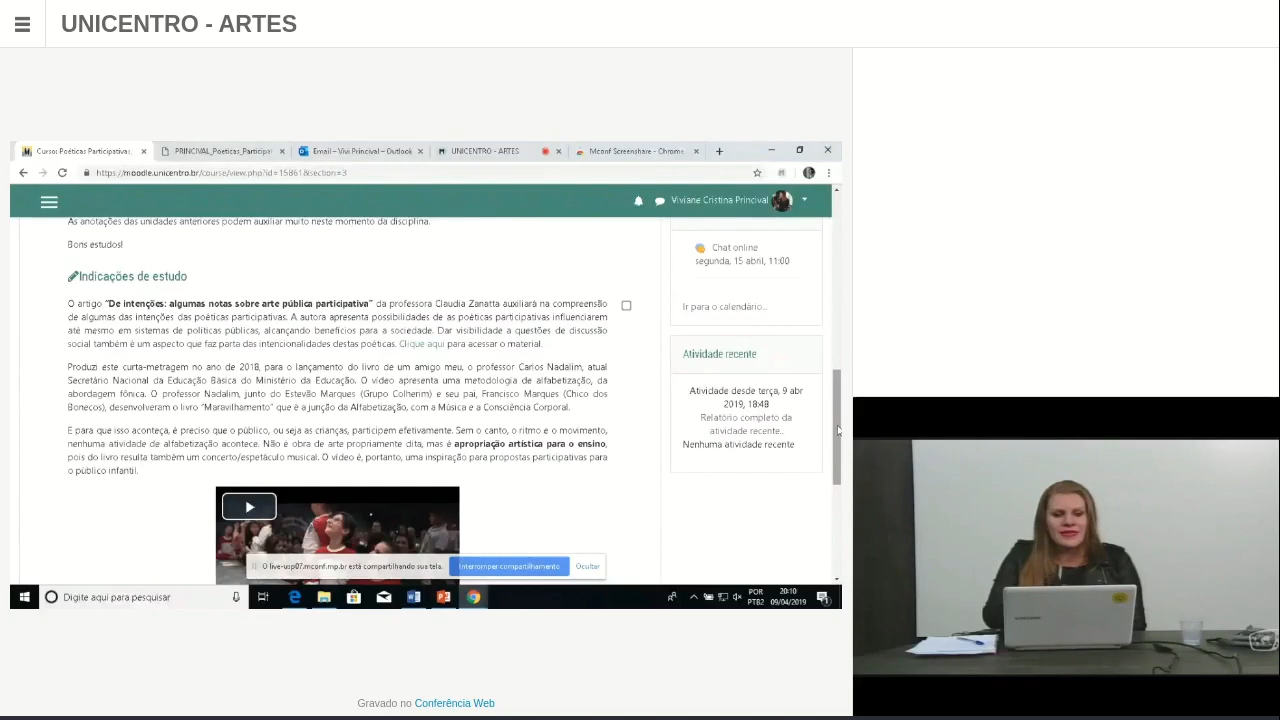 UNICENTRO - ARTES
Curso: Poéticas Participativas,
PRINCIVAL_Poeticas_Participat
Email – Vivi Princival – Outlook
UNICENTRO - ARTES
Mconf Screenshare - Chrome
https://moodle.unicentro.br/course/view.php?id=15861&section=3
Viviane Cristina Princival
As anotações das unidades anteriores podem auxiliar muito neste momento da disciplina.
Bons estudos!
Indicações de estudo
O artigo "De intenções: algumas notas sobre arte pública participativa" da professora Claudia Zanatta auxiliará na compreensão
de algumas das intenções das poéticas participativas. A autora apresenta possibilidades de as poéticas participativas influenciarem
até mesmo em sistemas de políticas públicas, alcançando benefícios para a sociedade. Dar visibilidade a questões de discussão
social também é um aspecto que faz parta das intencionalidades destas poéticas. Clique aqui para acessar o material.
Produzi este curta-metragem no ano de 2018, para o lançamento do livro de um amigo meu, o professor Carlos Nadalim, atual
Secretário Nacional da Educação Básica do Ministério da Educação. O vídeo apresenta uma metodologia de alfabetização, da
abordagem fônica. O professor Nadalim, junto do Estevão Marques (Grupo Colherim) e seu pai, Francisco Marques (Chico dos
Bonecos), desenvolveram o livro "Maravilhamento" que é a junção da Alfabetização, com a Música e a Consciência Corporal.
E para que isso aconteça, é preciso que o público, ou seja as crianças, participem efetivamente. Sem o canto, o ritmo e o movimento,
nenhuma atividade de alfabetização acontece. Não é obra de arte propriamente dita, mas é apropriação artística para o ensino,
pois do livro resulta também um concerto/espetáculo musical. O vídeo é, portanto, uma inspiração para propostas participativas para
o público infantil.
Chat online
segunda, 15 abril, 11:00
Ir para o calendário...
Atividade recente
Atividade desde terça, 9 abr
2019, 18:48
Relatório completo da
atividade recente..
Nenhuma atividade recente
O live-usp07.mconf.rnp.br está compartilhando sua tela.
Interromper compartilhamento
Ocultar
Digite aqui para pesquisar
POR
PTB2
20:10
09/04/2019
Gravado no Conferência Web